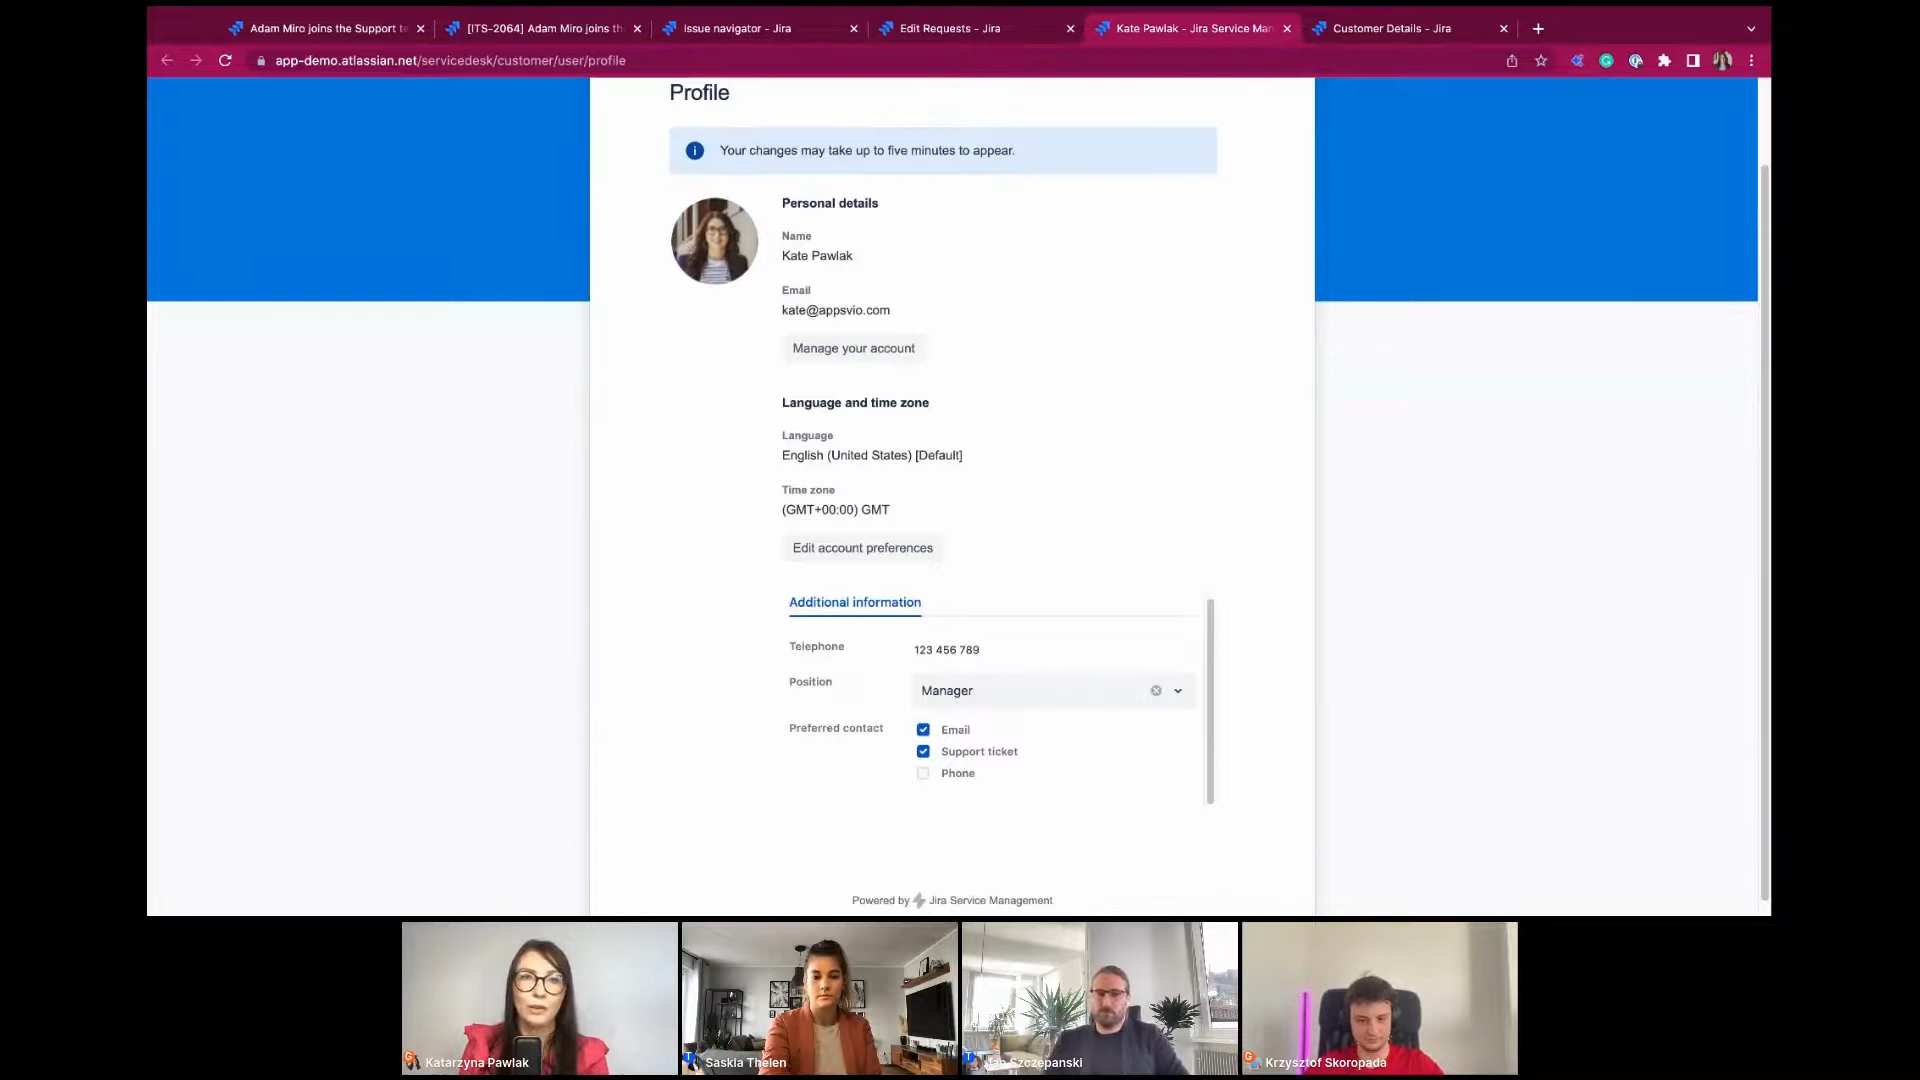 Adam Miro joins the Support te
[ITS-2064] Adam Miro joins th
Issue navigator - Jira
Edit Requests - Jira
Kate Pawlak - Jira Service Man
Customer Details - Jira
app-demo.atlassian.net/servicedesk/customer/user/profile
Profile
Your changes may take up to five minutes to appear.
Personal details
Name
Kate Pawlak
Email
kate@appsvio.com
Manage your account
Language and time zone
Language
English (United States) [Default]
Time zone
(GMT+00:00) GMT
Edit account preferences
Additional information
Telephone
123 456 789
Position
Manager
Preferred contact
Email
Support ticket
Phone
Powered by Jira Service Management
Katarzyna Pawlak
Saskia Thelen
Szczepanski
Krzysztof Skoropada